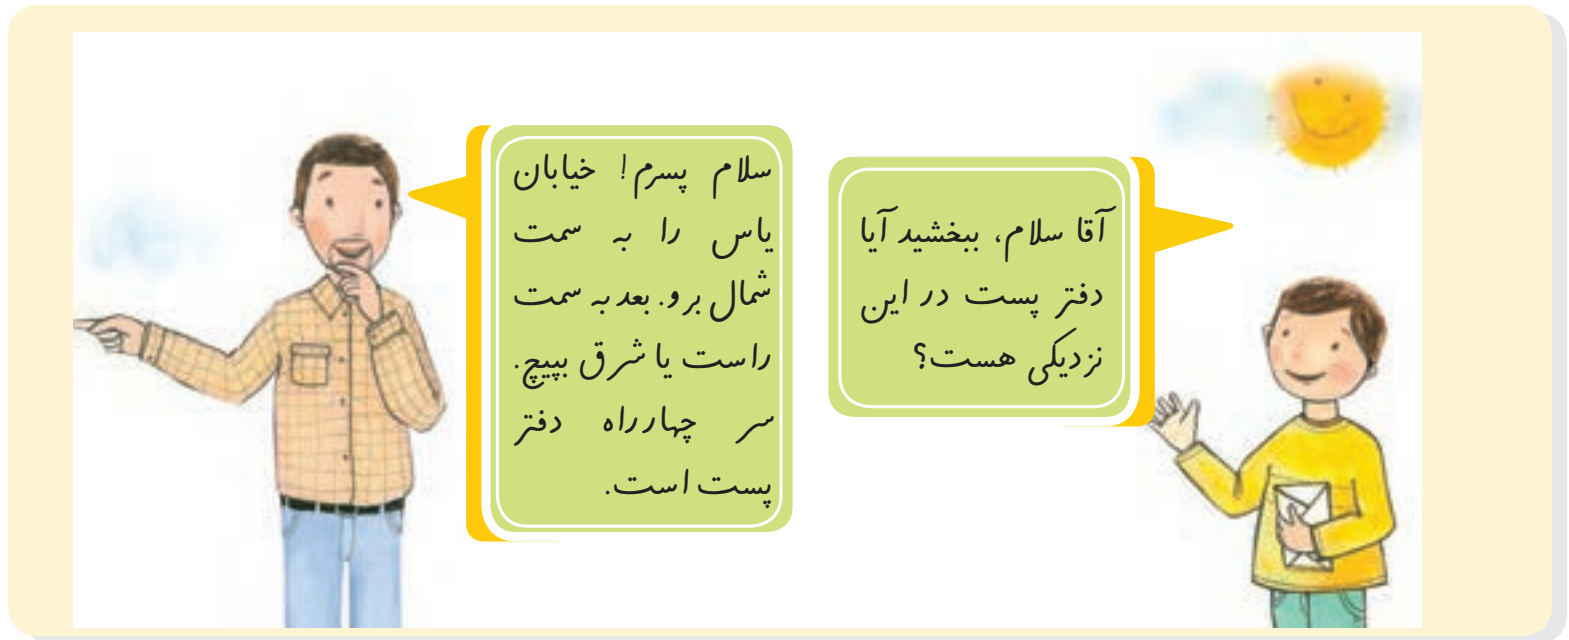 آقا سلام، ببخشید آیا
دفتر پست در این
نزدیکی هست؟
سلام پسرم! خیابان
یاس را به سمت
شمال برو. بعد به سمت
راست یا شرق بپیچ.
سر چهارراه دفتر
پست است.